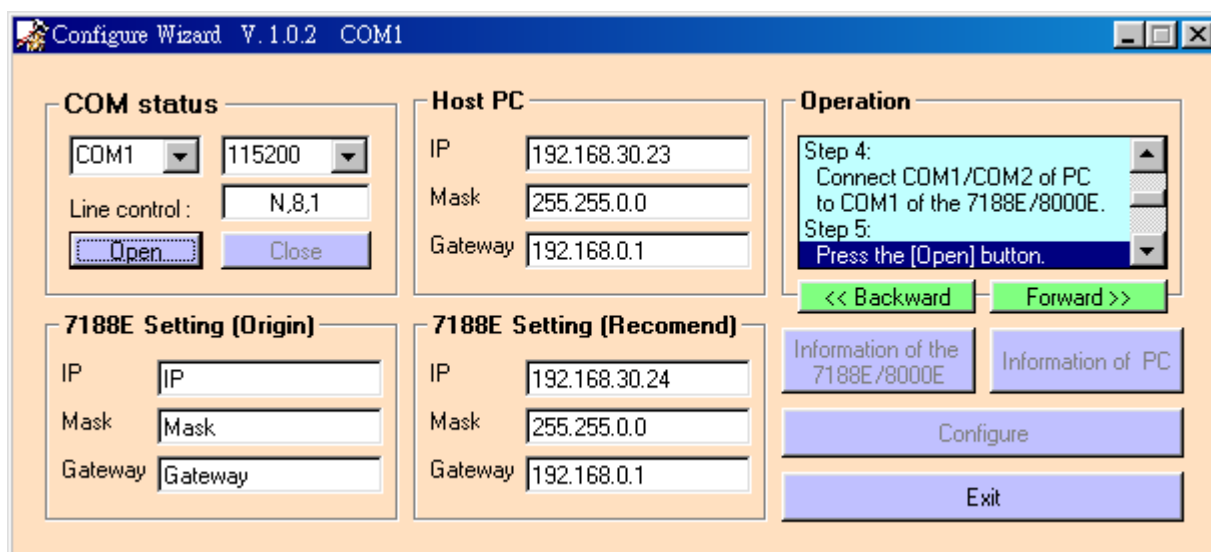 Configure Wizard V. 1.0.2 COM1
COM status
COM1
115200
Line control :
N,8,1
Open
Close
Host PC
IP
192.168.30.23
Mask
255.255.0.0
Gateway
192.168.0.1
Operation
Step 4:
Connect COM1/COM2 of PC
to COM1 of the 7188E/8000E.
Step 5:
Press the [Open] button.
<< Backward
Forward >>
7188E Setting (Origin)
IP
IP
Mask
Mask
Gateway
Gateway
7188E Setting (Recomend)
IP
192.168.30.24
Mask
255.255.0.0
Gateway
192.168.0.1
Information of the
7188E/8000E
Information of PC
Configure
Exit